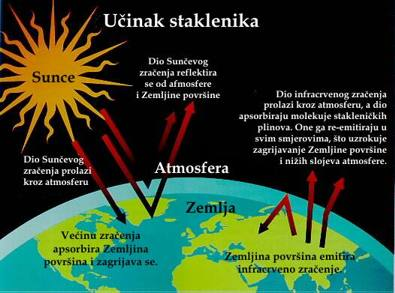 Učinak staklenika
Sunce
Dio Sunčevog
zračenja reflektira
se od afmosfere
i Zemljine površine
Dio infracrvenog zračenja
prolazi kroz atmosferu, a dio
apsorbiraju molekule stakleničkih
plinova. One ga re-emitiraju u
svim smjerovima, što uzrokuje
zagrijavanje Zemljine površine
i nižih slojeva atmosfere.
Dio Sunčevog
zračenja prolazi
kroz atmosferu
Atmosfera
Zemlja
Većinu zračenja
apsorbira Zemljina
površina i zagrijava se.
Zemljina površina emitira
infracrveno zračenje.